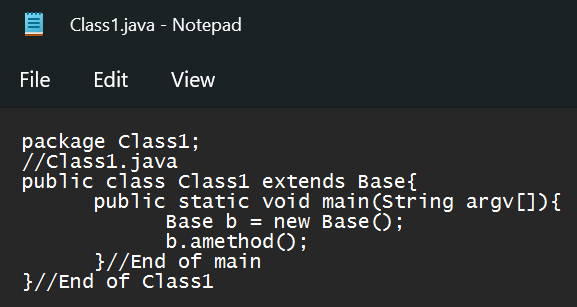 Class1.java - Notepad
File Edit View
package Class1;
//Class1.java
public class Class1 extends Base{
      public static void main(String argv[]){
            Base b = new Base();
            b.amethod();
      }//End of main
}//End of Class1